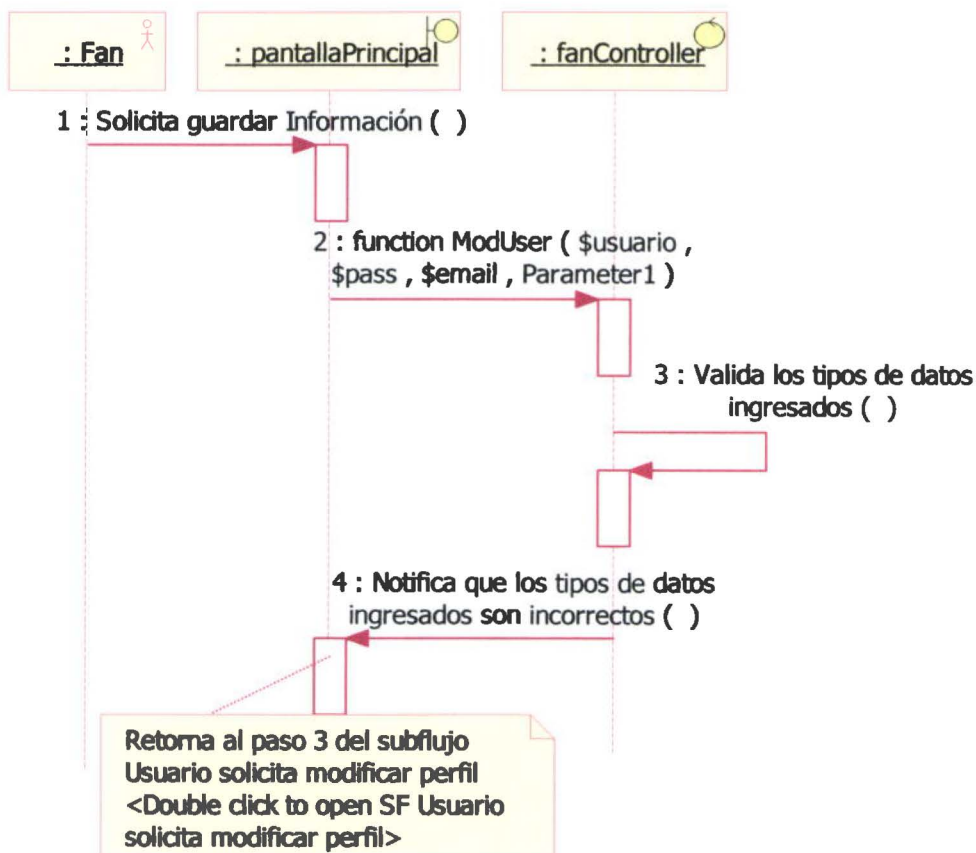 : Fan
: pantallaPrincipal
: fanController
1 : Solicita guardar Información ( )
2 : function ModUser ( $usuario ,
$pass , $email , Parameter1 )
3 : Valida los tipos de datos
ingresados ( )
4 : Notifica que los tipos de datos
ingresados son incorrectos ( )
Retorna al paso 3 del subflujo
Usuario solicita modificar perfil
<Double click to open SF Usuario
solicita modificar perfil>